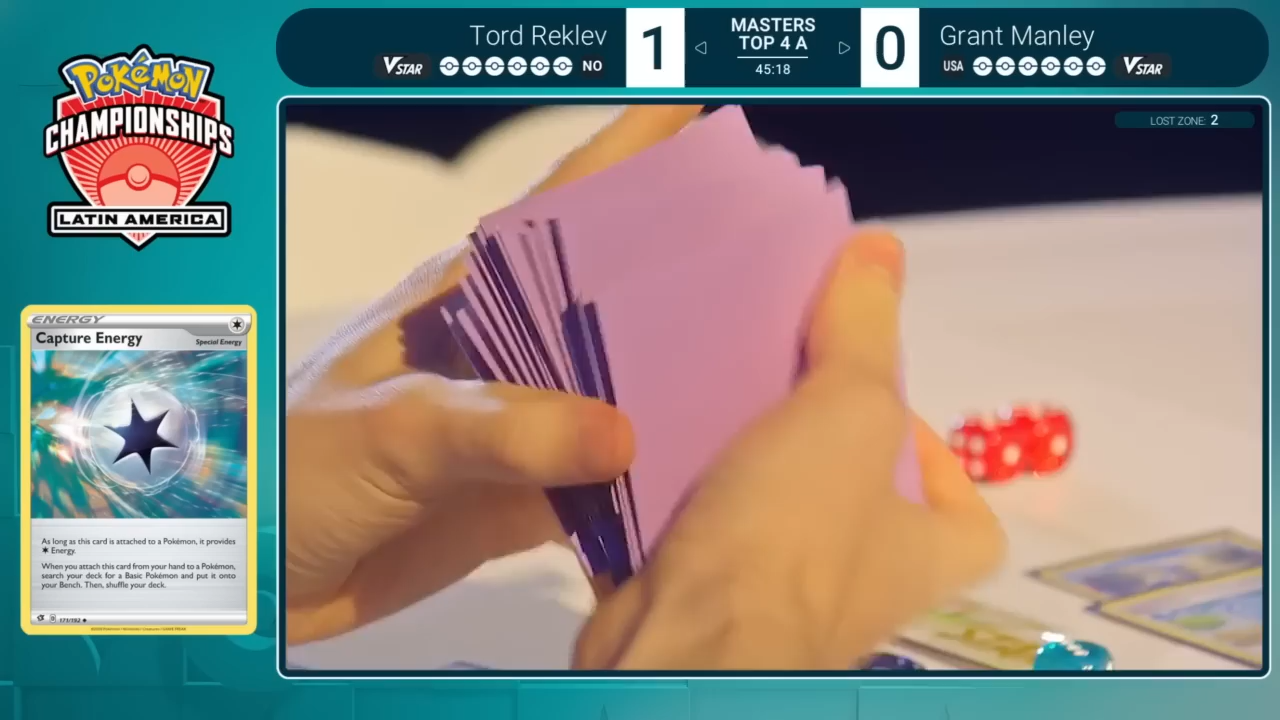 Pokémon
CHAMPIONSHIPS
LATIN AMERICA
Tord Reklev
VSTAR
NO
1
MASTERS
TOP 4 A
45:18
0
Grant Manley
USA
VSTAR
LOST ZONE: 2
ENERGY
Capture Energy
Special Energy
As long as this card is attached to a Pokémon, it provides
Energy.
When you attach this card from your hand to a Pokémon,
search your deck for a Basic Pokémon and put it onto
your Bench. Then, shuffle your deck.
171/192